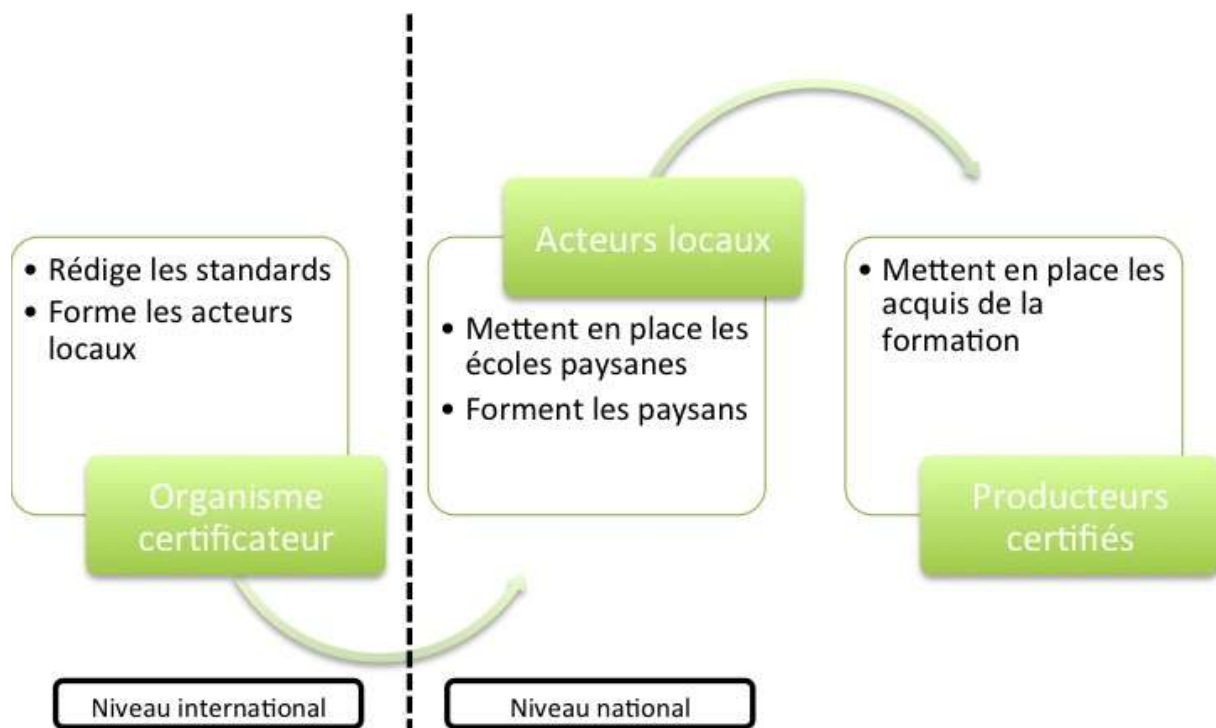 • Rédige les standards
• Forme les acteurs
locaux
Organisme
certificateur
Acteurs locaux
• Mettent en place les
écoles paysanes
• Forment les paysans
• Mettent en place les
acquis de la
formation
Producteurs
certifiés
Niveau international
Niveau national